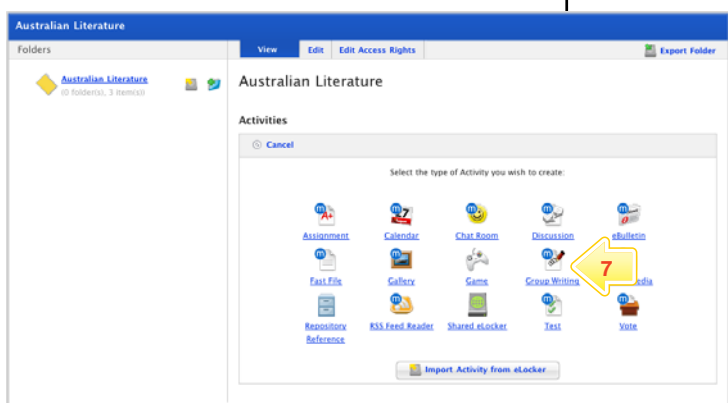 Australian Literature
Folders
View Edit Edit Access Rights Export Folder
Australian Literature
(0 folder(s), 3 item(s))
Australian Literature
Activities
Cancel
Select the type of Activity you wish to create:
Assignment Calendar Chat Room Discussion eBulletin
7
Fast File Gallery Game Group Writing
Repository RSS Feed Reader Shared eLocker Test Vote
Reference
Import Activity from eLocker